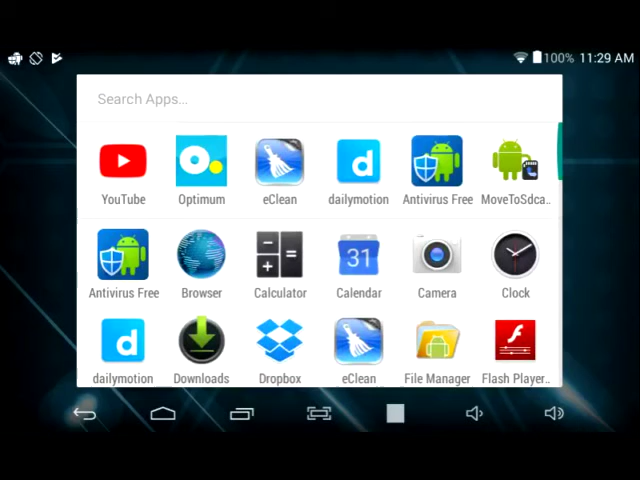 100% 11:29 AM
Search Apps...
YouTube Optimum eClean dailymotion Antivirus Free MoveToSdca..
Antivirus Free Browser Calculator Calendar Camera Clock
dailymotion Downloads Dropbox eClean File Manager Flash Player..
o.
d
31
d